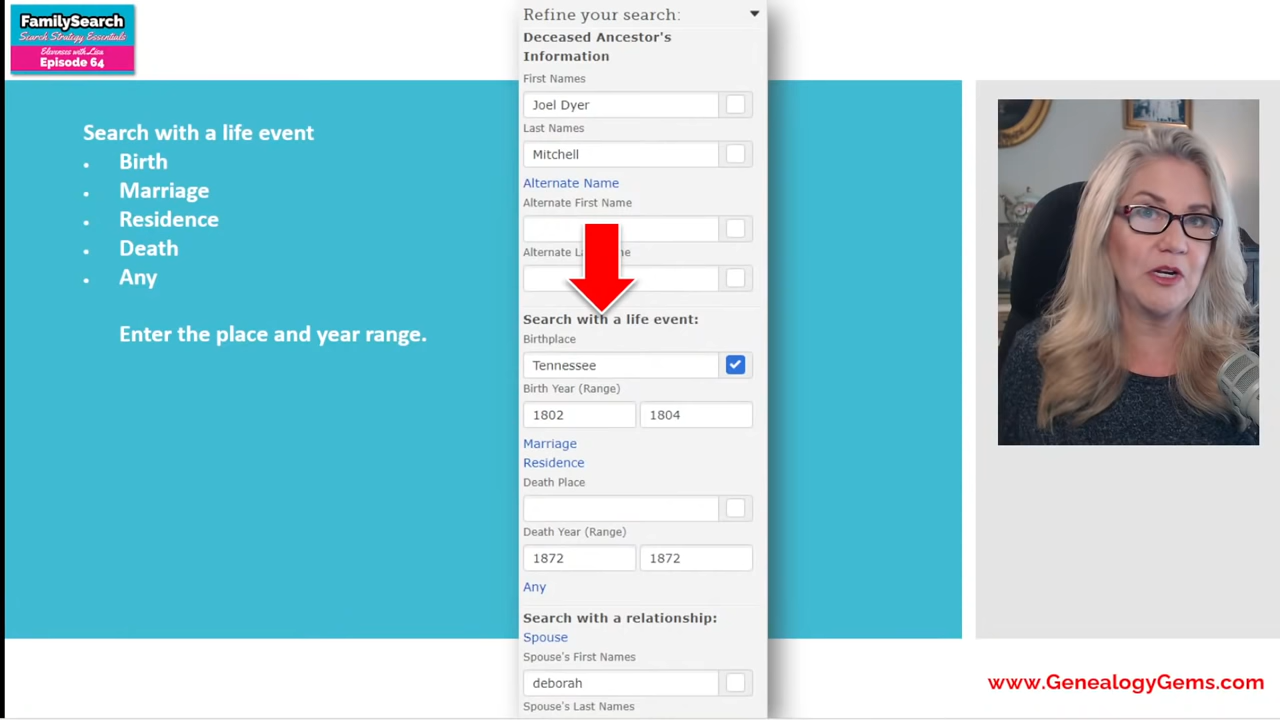 FamilySearch
Search Strategy Essentials
Elevenses with Lisa
Episode 64
Search with a life event
• Birth
• Marriage
• Residence
• Death
• Any
Enter the place and year range.
Refine your search:
Deceased Ancestor's
Information
First Names
Joel Dyer
Last Names
Mitchell
Alternate Name
Alternate First Name
Alternate La me
Search with a life event:
Birthplace
Tennessee
Birth Year (Range)
1802 1804
Marriage
Residence
Death Place
Death Year (Range)
1872 1872
Any
Search with a relationship:
Spouse
Spouse's First Names
deborah
Spouse's Last Names
www.GenealogyGems.com